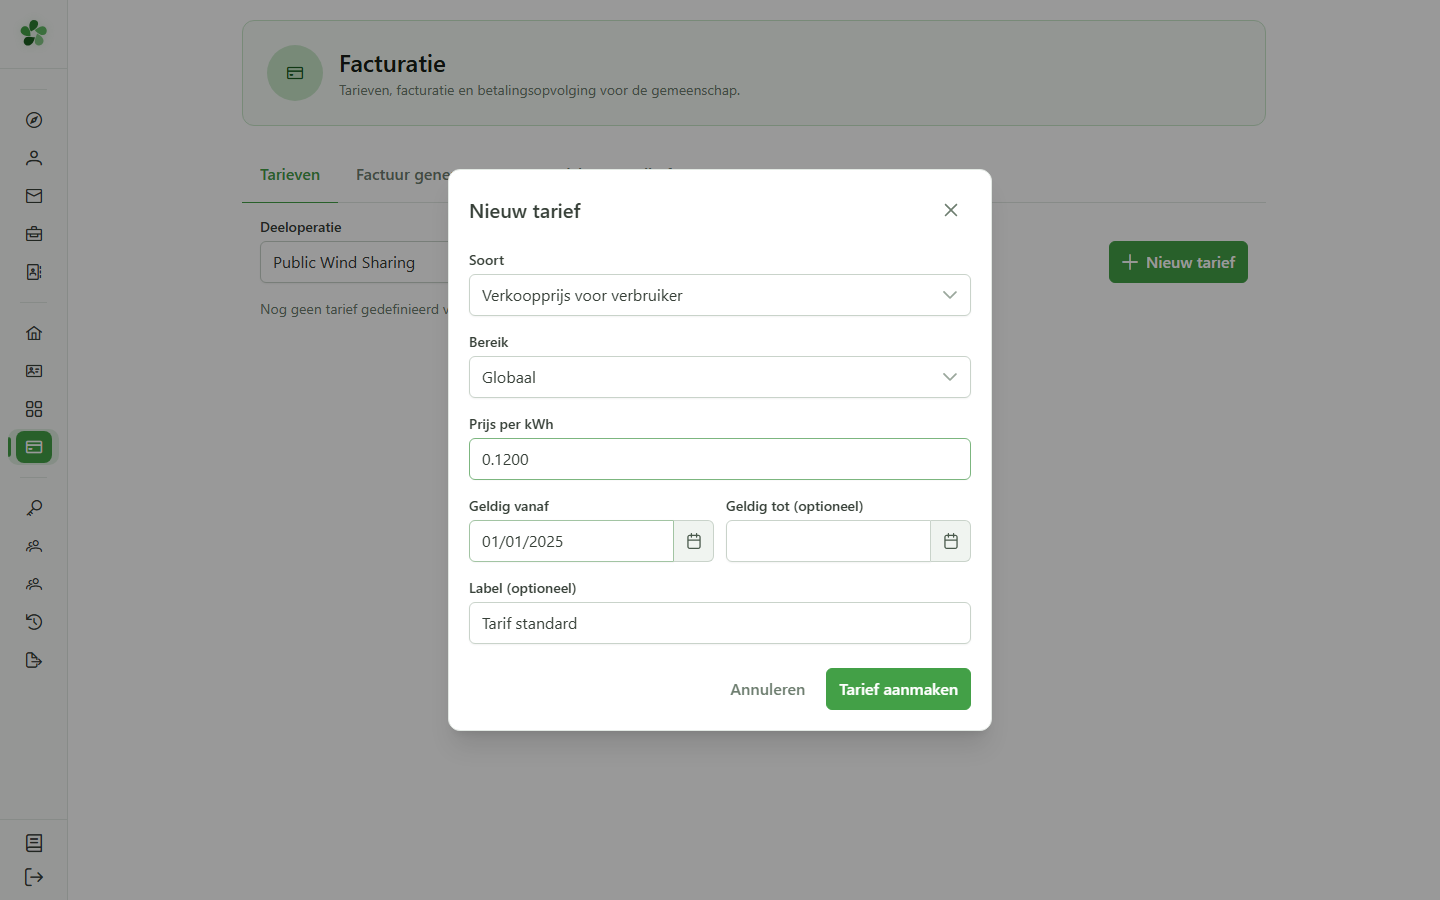 Facturatie
Tarieven, facturatie en betalingsopvolging voor de gemeenschap.
Tarieven
Factuur gene
Deeloperatie
Public Wind Sharing
Nieuw tarief
Nog geen tarief gedefinieerd
Nieuw tarief
Soort
Verkoopprijs voor verbruiker
Bereik
Globaal
Prijs per kWh
0.1200
Geldig vanaf
Geldig tot (optioneel)
01/01/2025
Label (optioneel)
Tarif standard
Annuleren
Tarief aanmaken